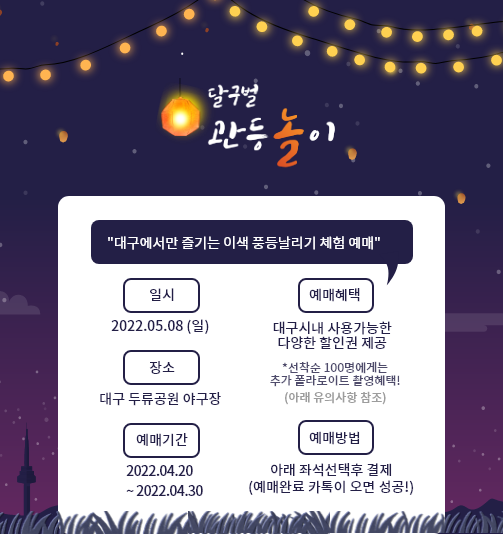 달구벌
관등놀이
"대구에서만 즐기는 이색 풍등날리기 체험 예매"
일시
2022.05.08 (일)
장소
대구 두류공원 야구장
예매기간
2022.04.20
~ 2022.04.30
예매혜택
대구시내 사용가능한
다양한 할인권 제공
*선착순 100명에게는
추가 폴라로이트 촬영혜택!
(아래 유의사항 참조)
예매방법
아래 좌석선택후 결제
(예매완료 카톡이 오면 성공!)